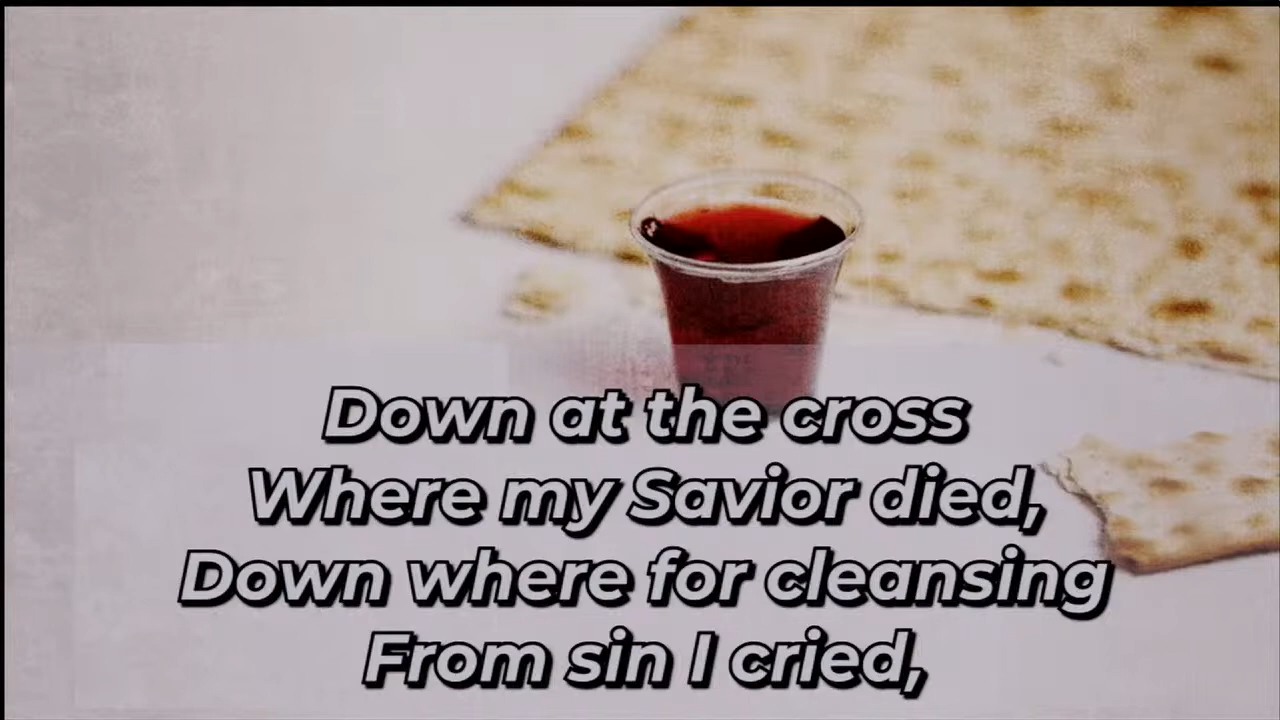 Down at the cross
Where my Savior died,
Down where for cleansing
From sin I cried,